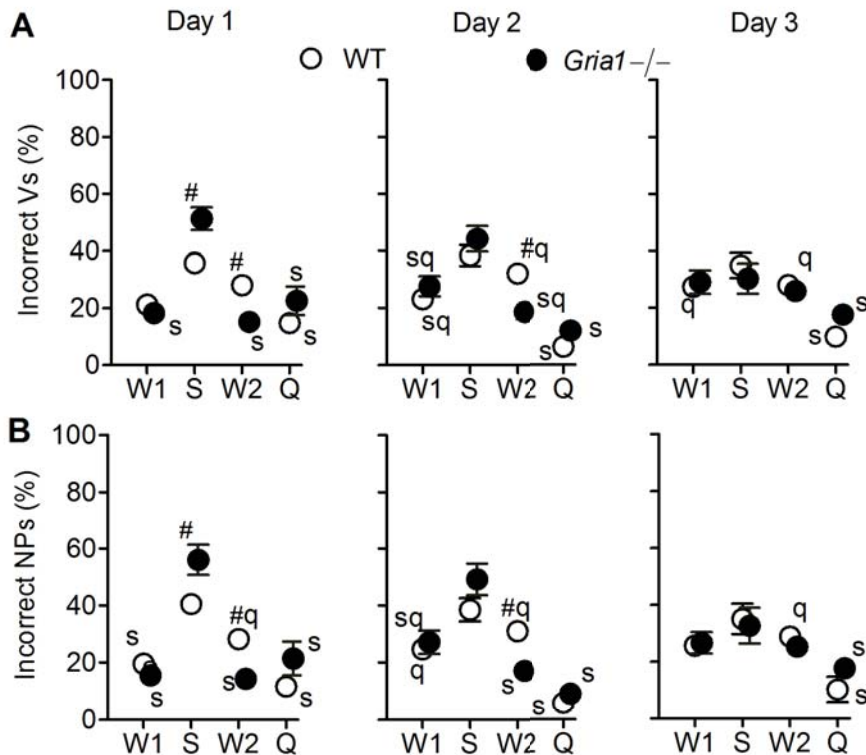 A
Day 1
Day 2
Day 3
WT
Gria1−/−
Incorrect Vs (%)
100
80
60
40
20
0
#
#
s
s
s
s
W1 S W2 Q
sq
sq
#q
sq
s
s
W1 S W2 Q
q
q
s
s
W1 S W2 Q
B
Incorrect NPs (%)
100
80
60
40
20
0
#
s
s
#q
s
s
s
W1 S W2 Q
sq
q
#q
s
s
s
W1 S W2 Q
q
s
s
W1 S W2 Q